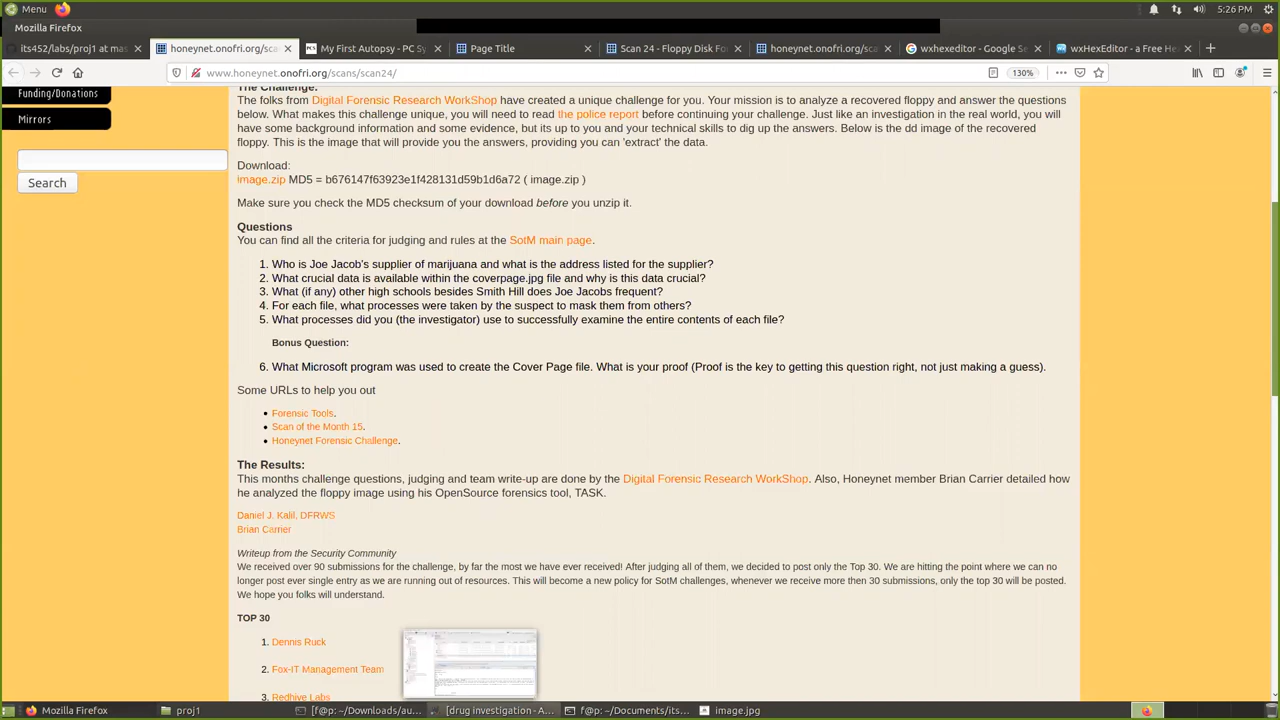 Menu
5:26 PM
Mozilla Firefox
its452/labs/proj1 at mas
honeynet.onofri.org/sca
My First Autopsy - PC Sy
Page Title
Scan 24 - Floppy Disk For
honeynet.onofri.org/sca
wxhexeditor - Google Se
wxHexEditor - a Free He
www.honeynet.onofri.org/scans/scan24/
130%
Funding/Donations
Mirrors
Search
The Challenge:
The folks from Digital Forensic Research WorkShop have created a unique challenge for you. Your mission is to analyze a recovered floppy and answer the questions
below. What makes this challenge unique, you will need to read the police report before continuing your challenge. Just like an investigation in the real world, you will
have some background information and some evidence, but its up to you and your technical skills to dig up the answers. Below is the dd image of the recovered
floppy. This is the image that will provide you the answers, providing you can 'extract' the data.
Download:
image.zip MD5 = b676147f63923e1f428131d59b1d6a72 ( image.zip )
Make sure you check the MD5 checksum of your download before you unzip it.
Questions
You can find all the criteria for judging and rules at the SotM main page.
1. Who is Joe Jacob's supplier of marijuana and what is the address listed for the supplier?
2. What crucial data is available within the coverpage.jpg file and why is this data crucial?
3. What (if any) other high schools besides Smith Hill does Joe Jacobs frequent?
4. For each file, what processes were taken by the suspect to mask them from others?
5. What processes did you (the investigator) use to successfully examine the entire contents of each file?
Bonus Question:
6. What Microsoft program was used to create the Cover Page file. What is your proof (Proof is the key to getting this question right, not just making a guess).
Some URLs to help you out
• Forensic Tools.
• Scan of the Month 15.
• Honeynet Forensic Challenge.
The Results:
This months challenge questions, judging and team write-up are done by the Digital Forensic Research WorkShop. Also, Honeynet member Brian Carrier detailed how
he analyzed the floppy image using his OpenSource forensics tool, TASK.
Daniel J. Kalil, DFRWS
Brian Carrier
Writeup from the Security Community
We received over 90 submissions for the challenge, by far the most we have ever received! After judging all of them, we decided to post only the Top 30. We are hitting the point where we can no
longer post ever single entry as we are running out of resources. This will become a new policy for SotM challenges, whenever we receive more then 30 submissions, only the top 30 will be posted.
We hope you folks will understand.
TOP 30
1. Dennis Ruck
2. Fox-IT Management Team
3. Redhive Labs
Mozilla Firefox
proj1
[f@p: ~/Downloads/au...
[drug investigation - A...
f@p: ~/Documents/its...
image.jpg